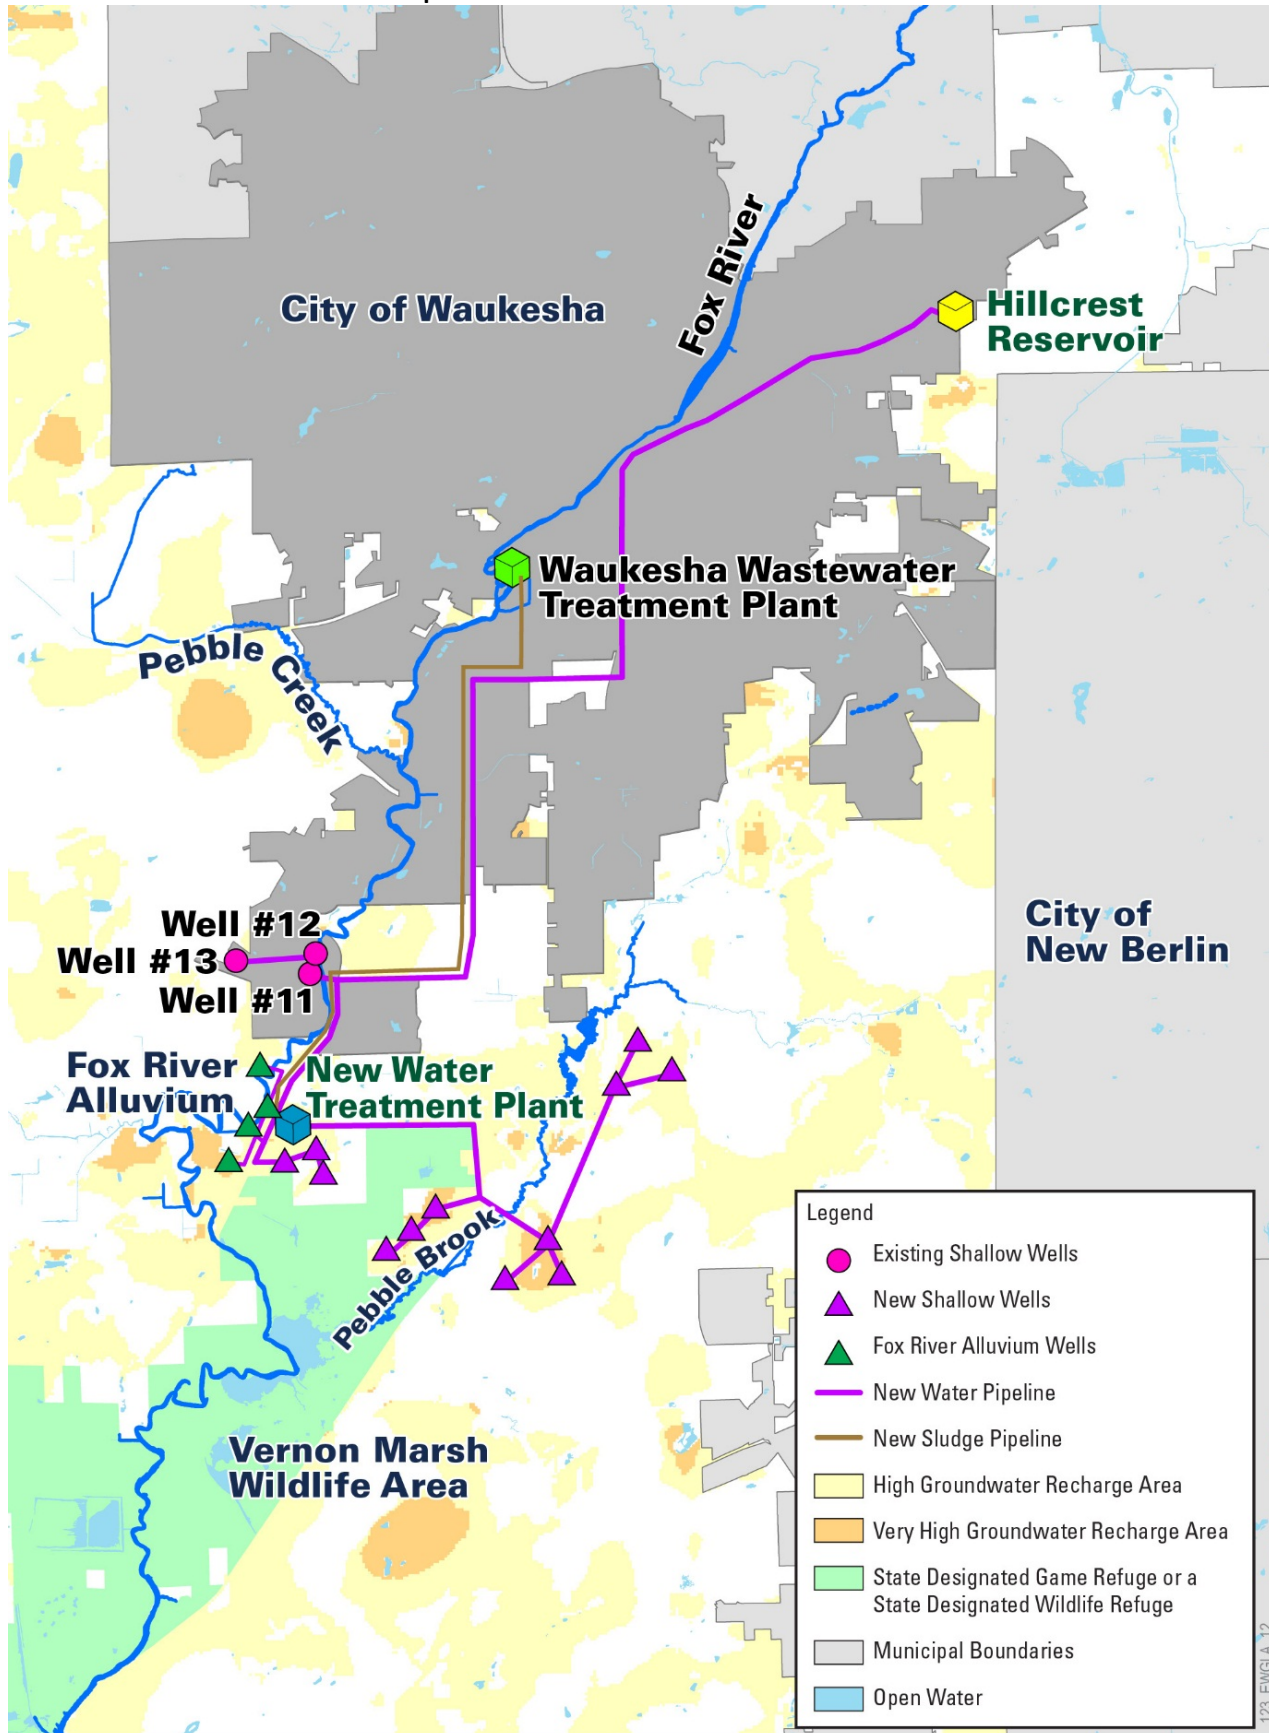 Fox River
City of Waukesha
Hillcrest
Reservoir
Waukesha Wastewater
Treatment Plant
Pebble Creek
Well #12
Well #13
Well #11
City of
New Berlin
Fox River
Alluvium
New Water
Treatment Plant
Pebble Brook
Vernon Marsh
Wildlife Area
Legend
Existing Shallow Wells
New Shallow Wells
Fox River Alluvium Wells
New Water Pipeline
New Sludge Pipeline
High Groundwater Recharge Area
Very High Groundwater Recharge Area
State Designated Game Refuge or a
State Designated Wildlife Refuge
Municipal Boundaries
Open Water